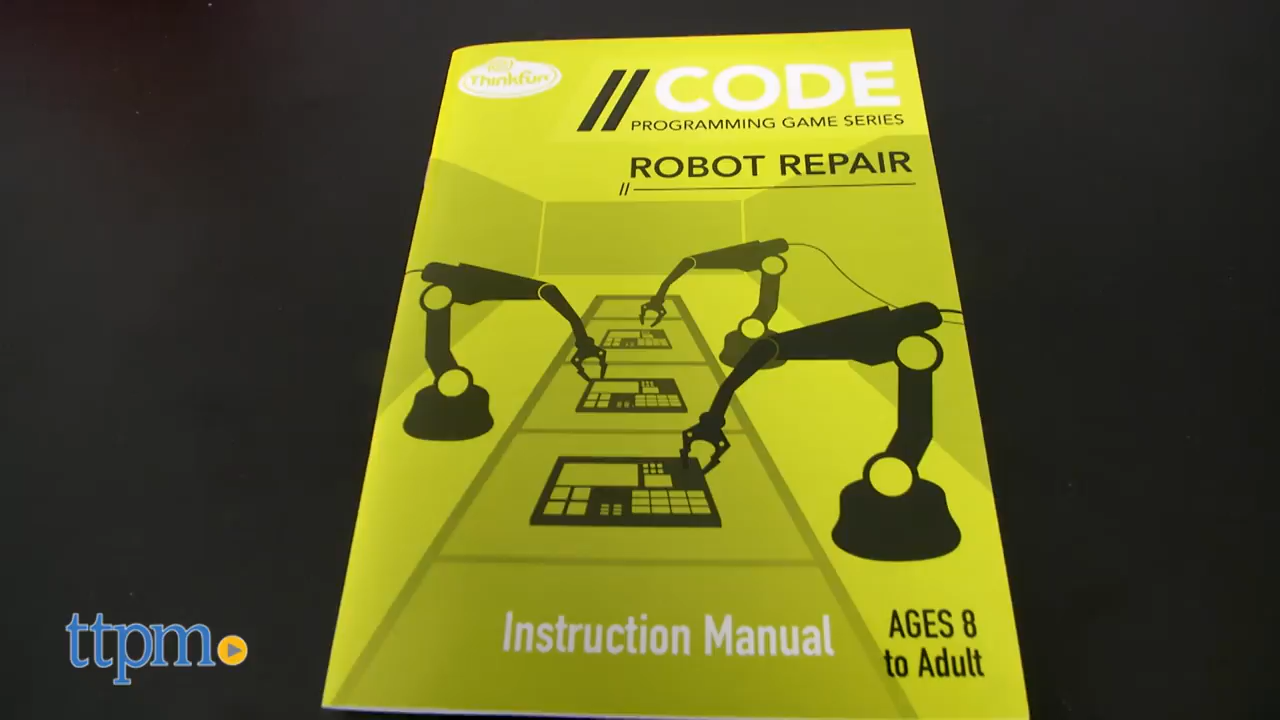 ThinkFun
//CODE
PROGRAMMING GAME SERIES
ROBOT REPAIR
//
Instruction Manual
AGES 8
to Adult
ttpm